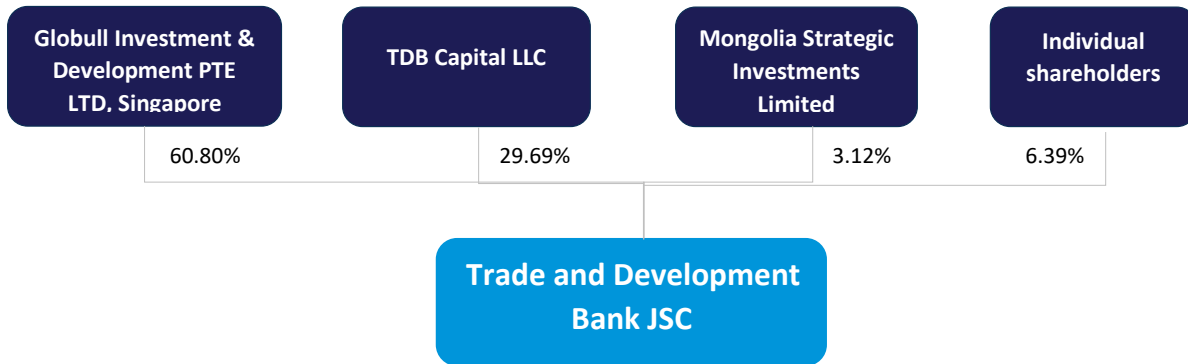 Globull Investment &
Development PTE
LTD, Singapore
TDB Capital LLC
Mongolia Strategic
Investments
Limited
Individual
shareholders
60.80%
29.69%
3.12%
6.39%
Trade and Development
Bank JSC